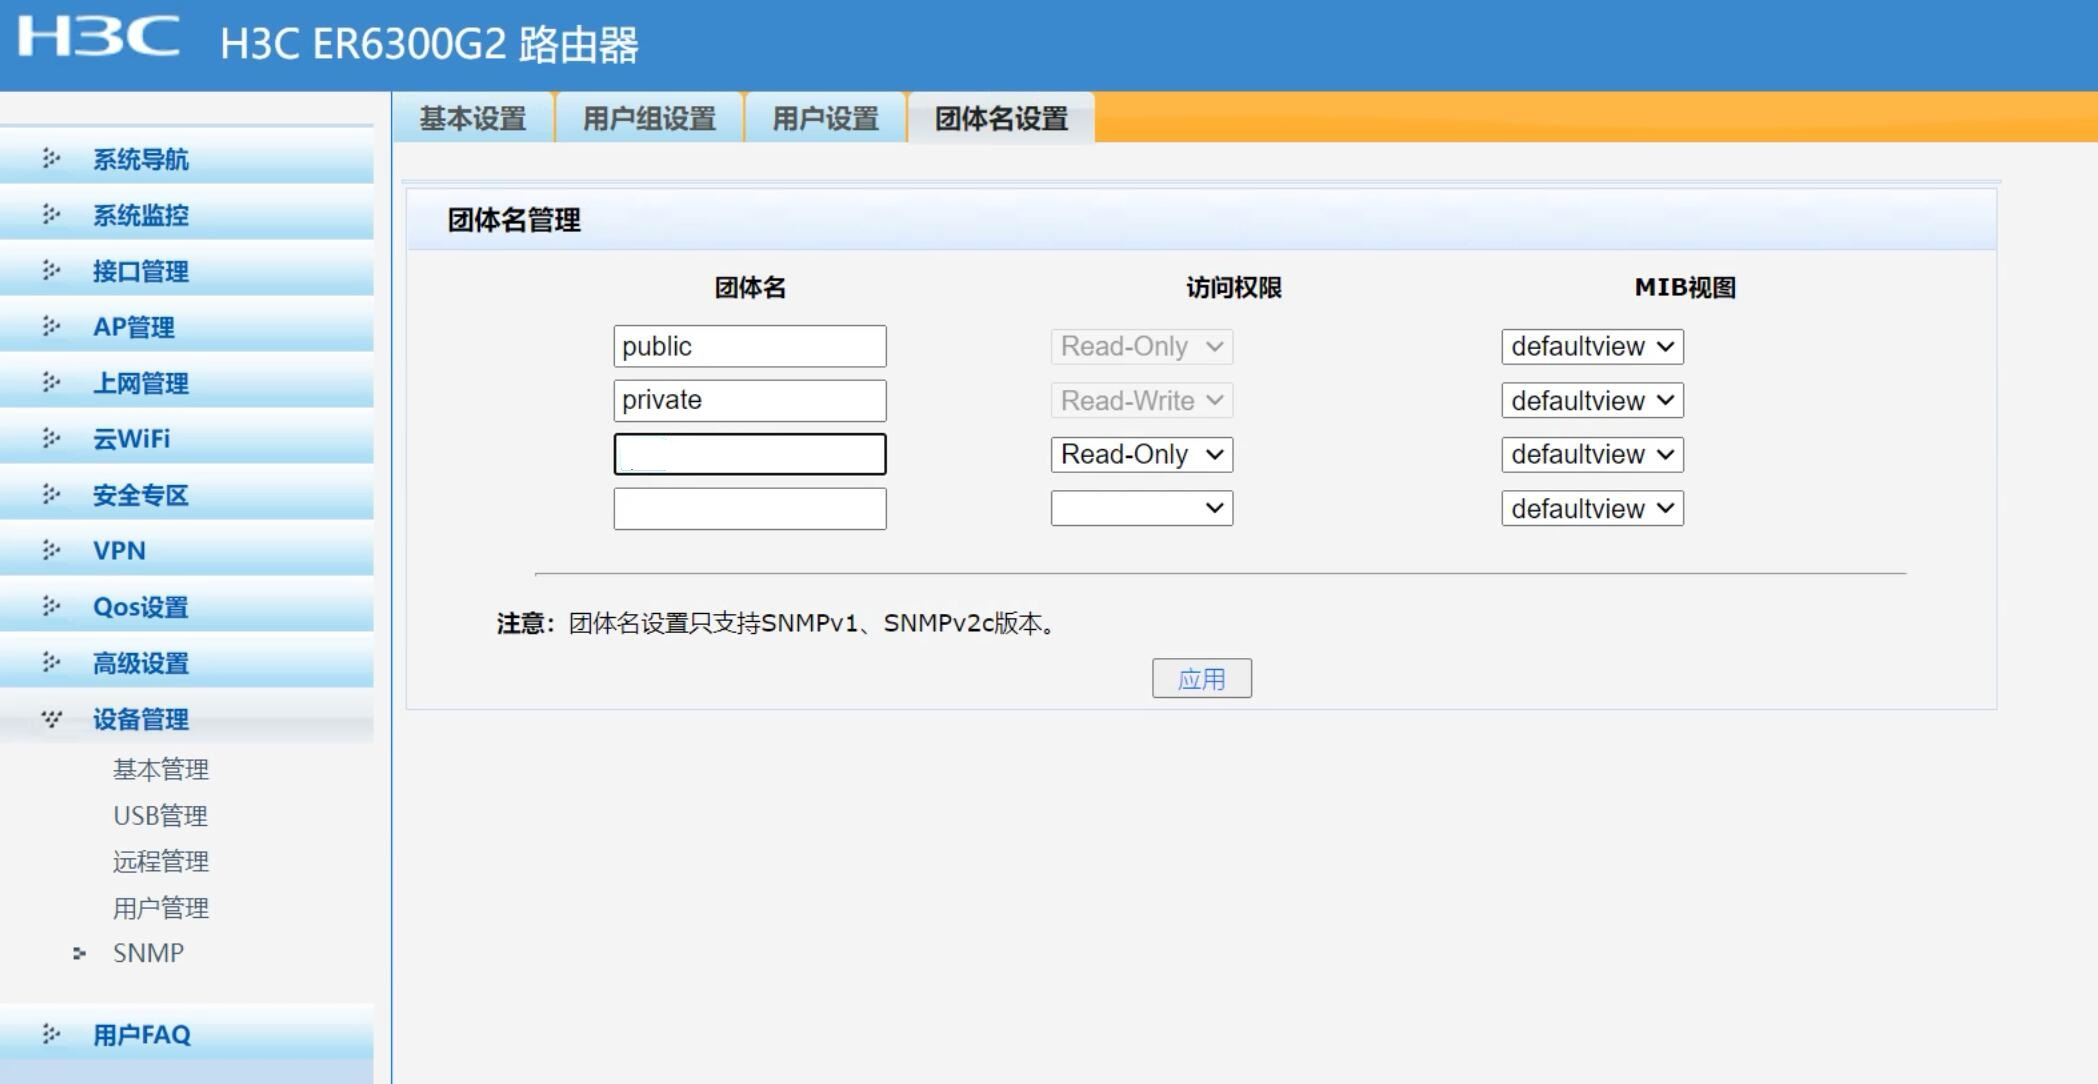 H3C
H3C ER6300G2 路由器
基本设置 用户组设置 用户设置 团体名设置
系统导航
系统监控
接口管理
AP管理
上网管理
云WiFi
安全专区
VPN
Qos设置
高级设置
设备管理
基本管理
USB管理
远程管理
用户管理
SNMP
用户FAQ
团体名管理
团体名 访问权限 MIB视图
public Read-Only defaultview
private Read-Write defaultview
Read-Only defaultview
defaultview
注意：团体名设置只支持SNMPv1、SNMPv2c版本。
应用